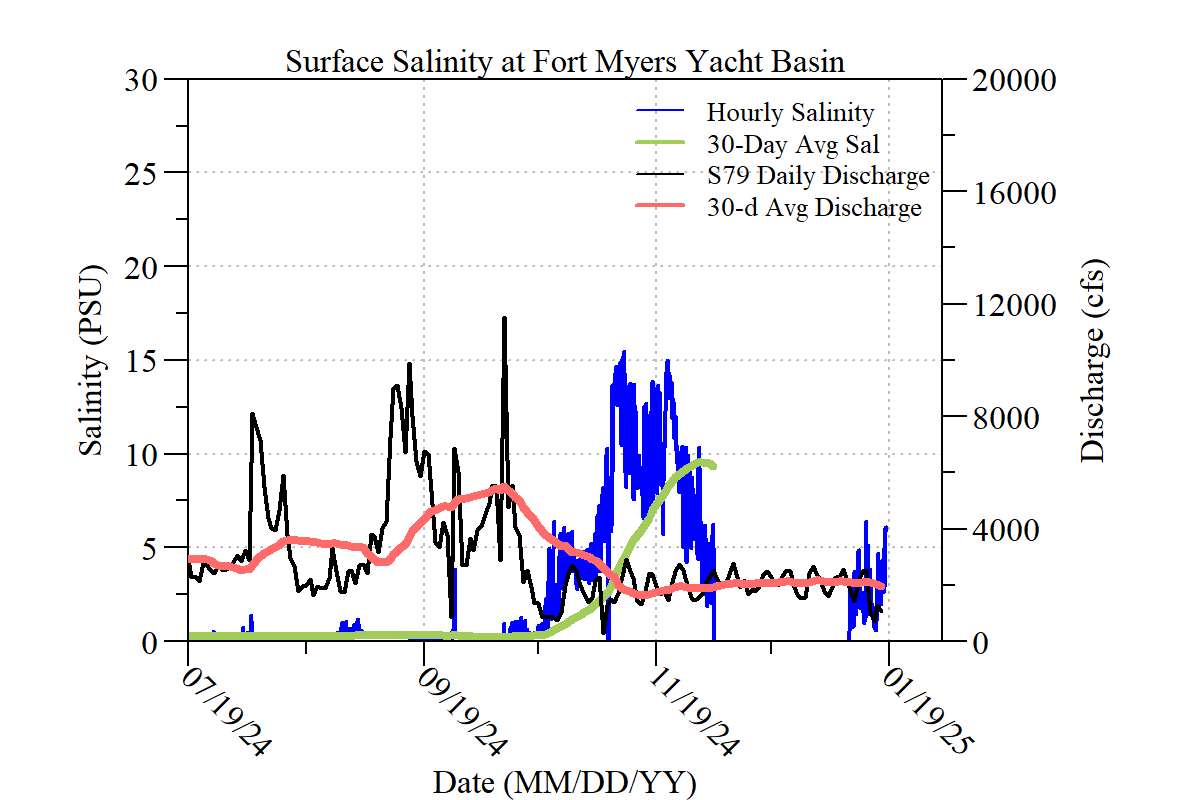 Surface Salinity at Fort Myers Yacht Basin
30
25
20
15
10
5
0
Salinity (PSU)
Hourly Salinity
30-Day Avg Sal
S79 Daily Discharge
30-d Avg Discharge
20000
16000
12000
8000
4000
0
Discharge (cfs)
07/19/24
09/19/24
11/19/24
01/19/25
Date (MM/DD/YY)